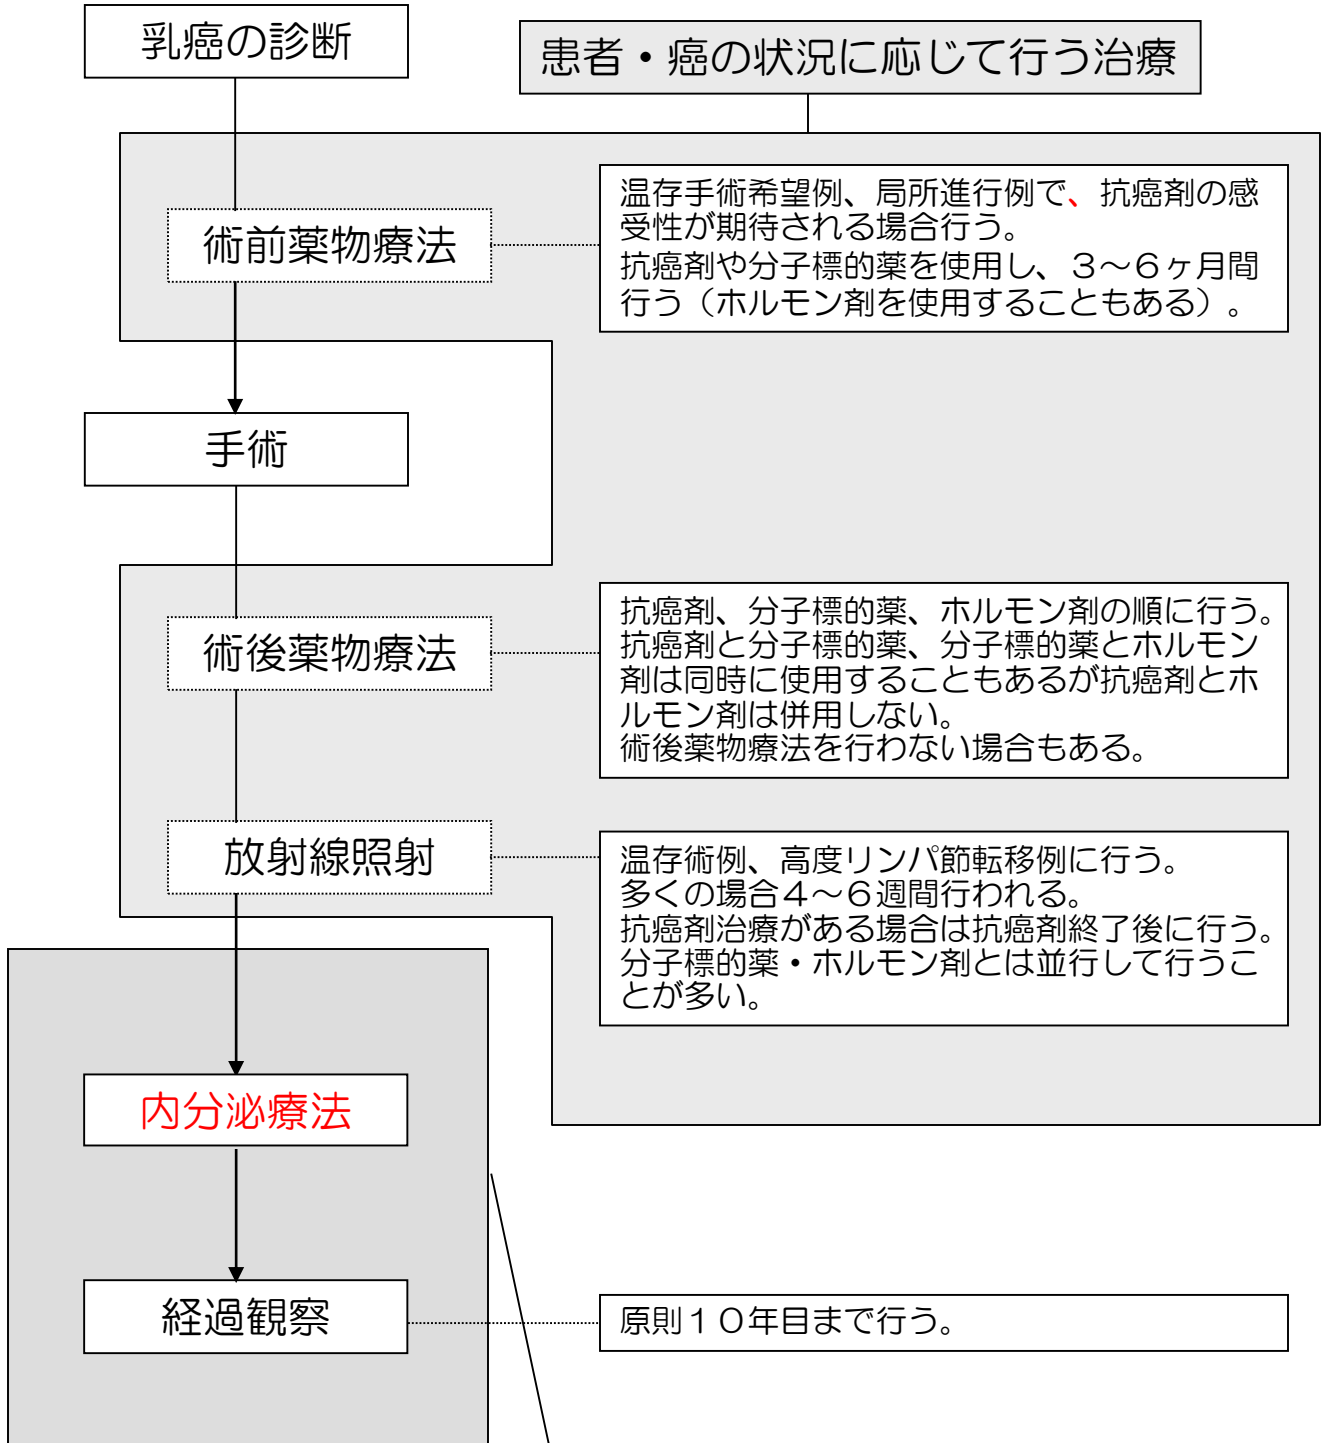 乳癌の診断
患者・癌の状況に応じて行う治療
術前薬物療法
温存手術希望例、局所進行例で、抗癌剤の感
受性が期待される場合行う。
抗癌剤や分子標的薬を使用し、３〜６ヶ月間
行う（ホルモン剤を使用することもある）。
手術
術後薬物療法
抗癌剤、分子標的薬、ホルモン剤の順に行う。
抗癌剤と分子標的薬、分子標的薬とホルモン
剤は同時に使用することもあるが抗癌剤とホ
ルモン剤は併用しない。
術後薬物療法を行わない場合もある。
放射線照射
温存術例、高度リンパ節転移例に行う。
多くの場合４〜６週間行われる。
抗癌剤治療がある場合は抗癌剤終了後に行う。
分子標的薬・ホルモン剤とは並行して行うこ
とが多い。
内分泌療法
経過観察
原則１０年目まで行う。